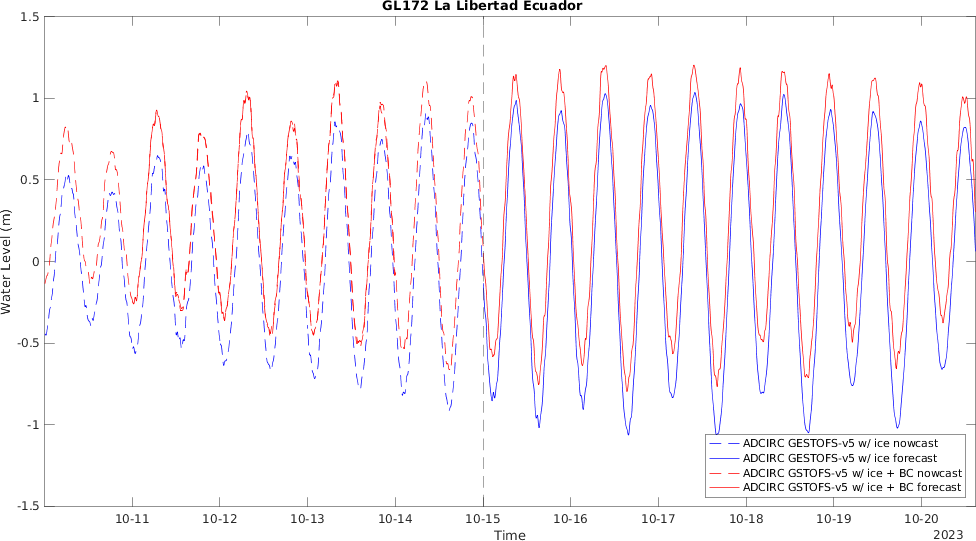 GL172 La Libertad Ecuador
1.5
1
0.5
0
-0.5
-1
-1.5
Water Level (m)
10-11 10-12 10-13 10-14 10-15 10-16 10-17 10-18 10-19 10-20
Time
2023
ADCIRC GESTOFS-v5 w/ ice nowcast
ADCIRC GESTOFS-v5 w/ ice forecast
ADCIRC GSTOFS-v5 w/ ice + BC nowcast
ADCIRC GSTOFS-v5 w/ ice + BC forecast